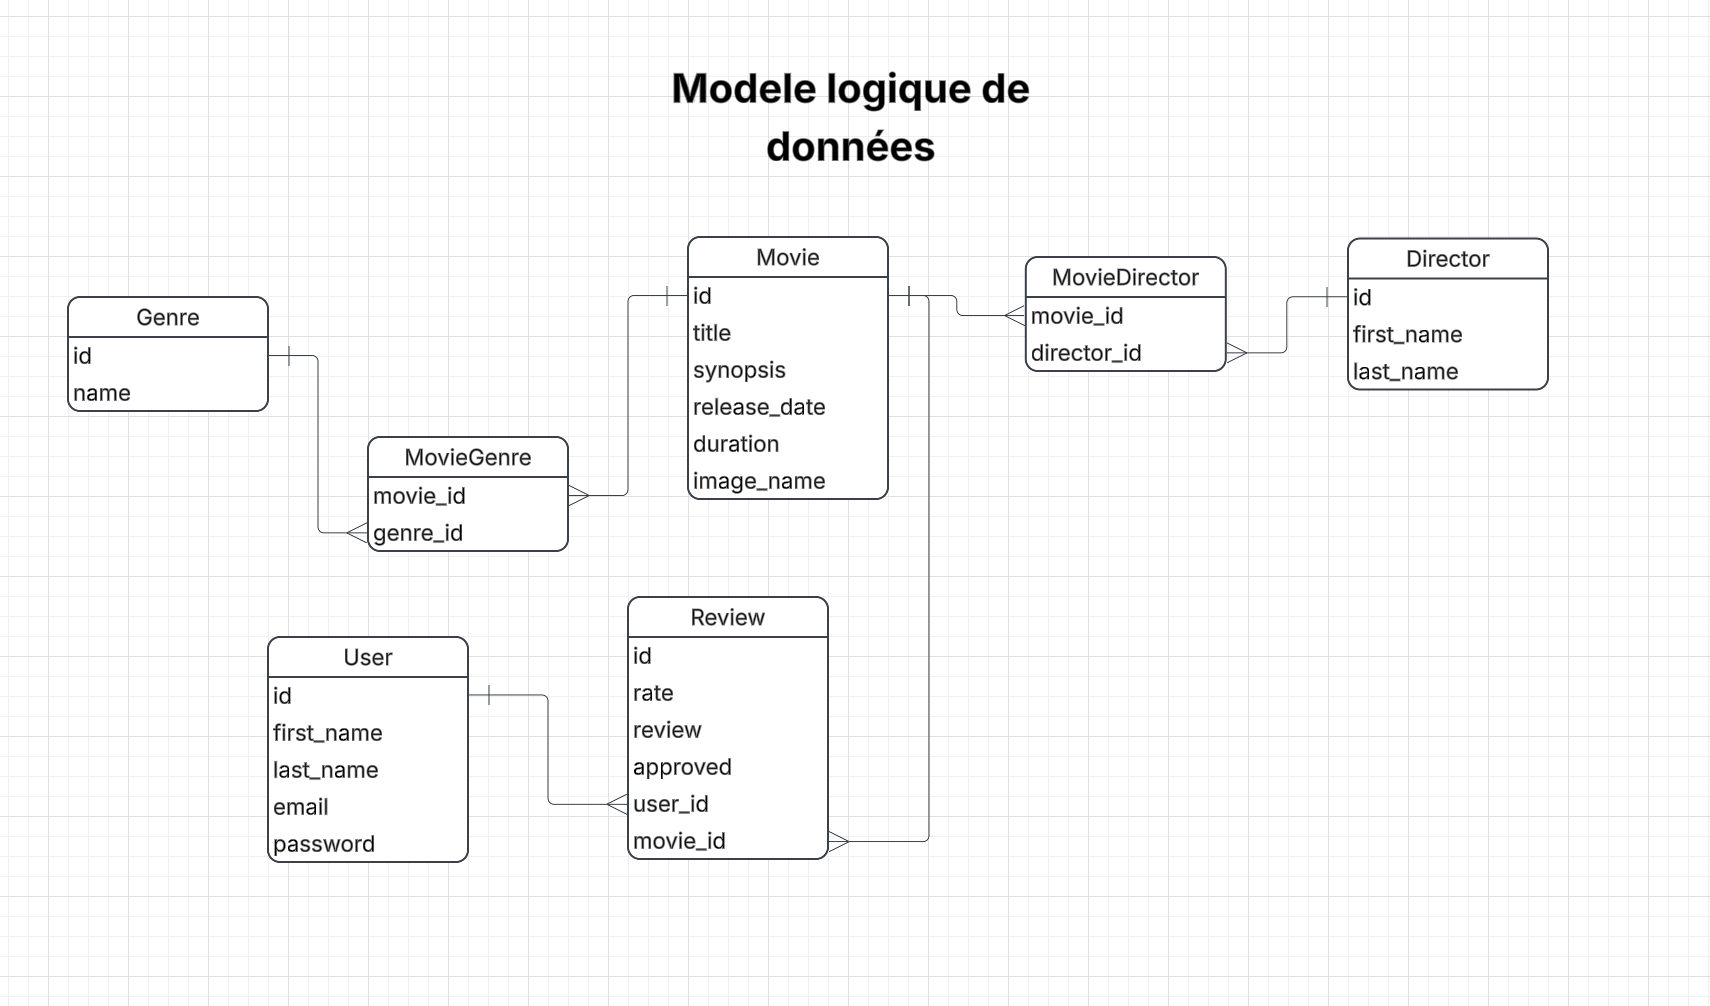 Modele logique de
données
Genre
id
name
MovieGenre
movie_id
genre_id
Movie
id
title
synopsis
release_date
duration
image_name
MovieDirector
movie_id
director_id
Director
id
first_name
last_name
User
id
first_name
last_name
email
password
Review
id
rate
review
approved
user_id
movie_id